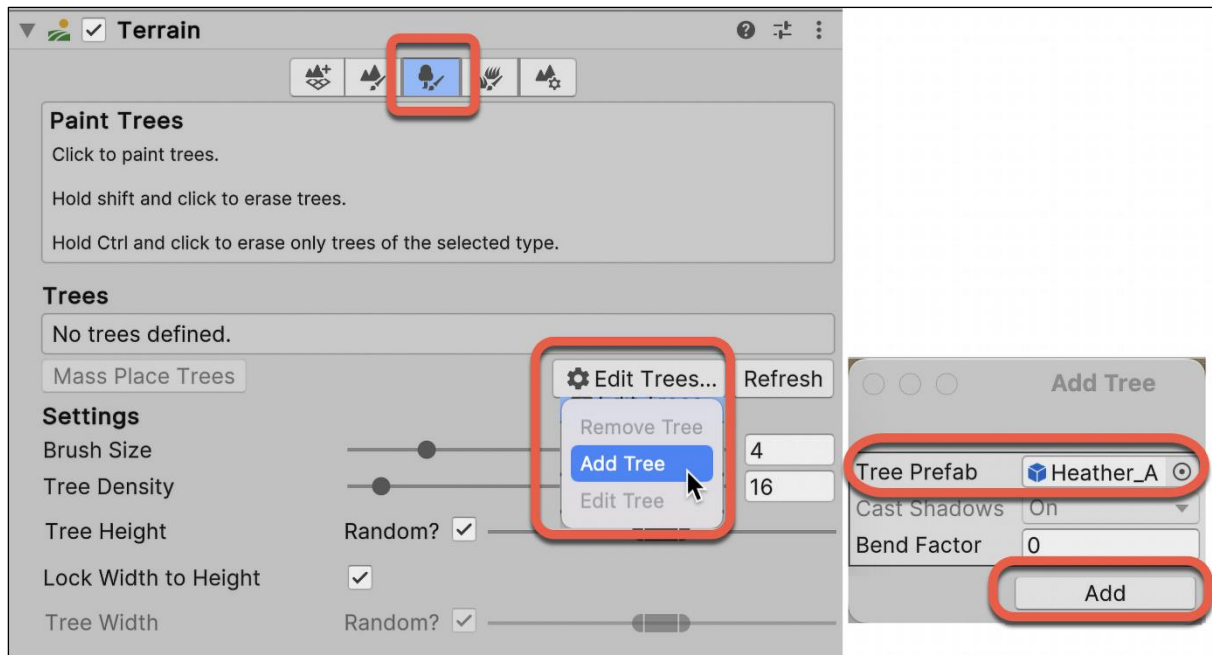 Terrain
Paint Trees
Click to paint trees.
Hold shift and click to erase trees.
Hold Ctrl and click to erase only trees of the selected type.
Trees
No trees defined.
Mass Place Trees
Edit Trees... Refresh
Remove Tree
Add Tree
Edit Tree
Settings
Brush Size 4
Tree Density 16
Tree Height Random?
Lock Width to Height
Tree Width Random?
Add Tree
Tree Prefab Heather_A
Cast Shadows On
Bend Factor 0
Add